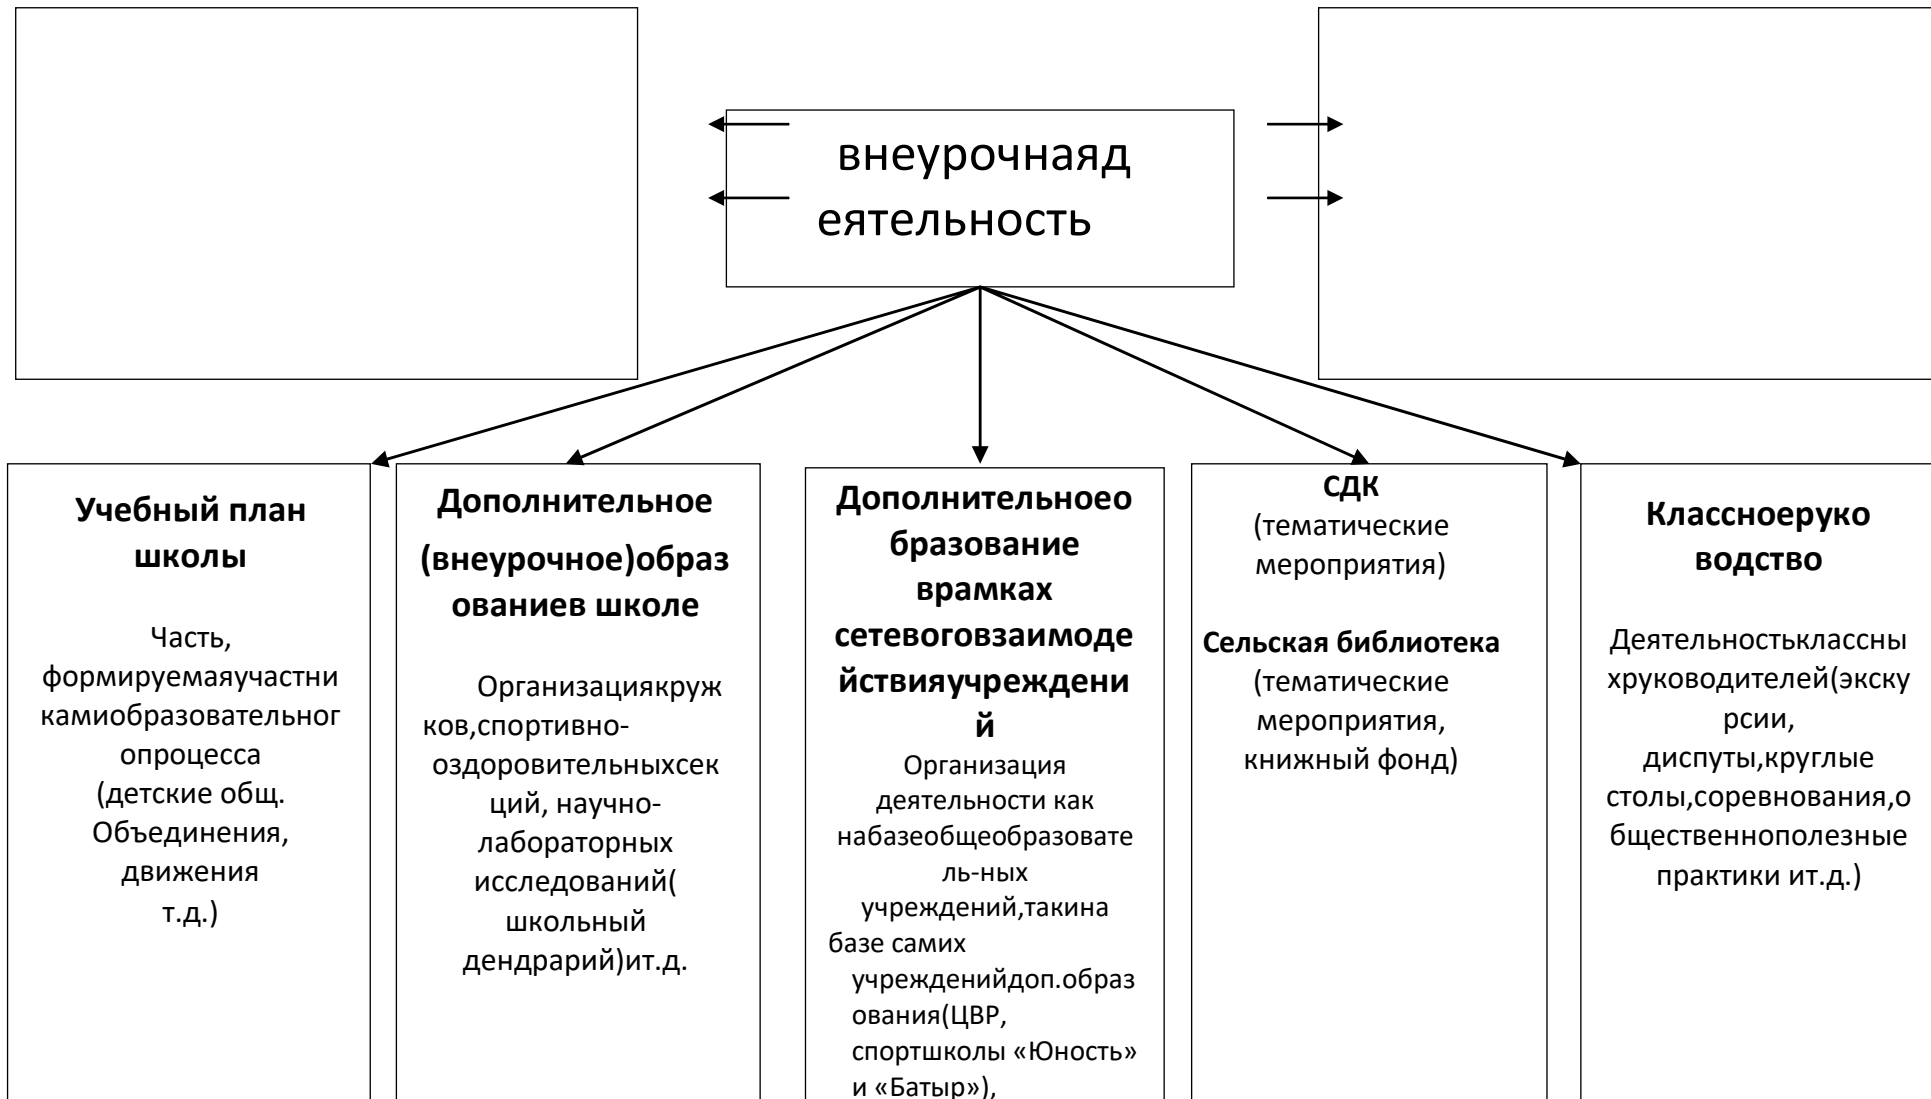 внеурочнаяд
еятельность
Учебный план
школы
Часть,
формируемаяучастни
камиобразовательног
опроцесса
(детские общ.
Объединения,
движения
т.д.)
Дополнительное
(внеурочное)образ
ованиев школе
Организациякруж
ков,спортивно-
оздоровительныхсек
ций, научно-
лабораторных
исследований(
школьный
дендрарий)ит.д.
Дополнительноео
бразование
врамках
сетевоговзаимоде
йствияучреждени
й
Организация
деятельности как
набазеобщеобразовате
ль-ных
учреждений,такина
базе самих
учрежденийдоп.образ
ования(ЦВР,
спортшколы «Юность»
и «Батыр»),
СДК
(тематические
мероприятия)
Сельская библиотека
(тематические
мероприятия,
книжный фонд)
Классноеруко
водство
Деятельностьклассны
хруководителей(экску
рсии,
диспуты,круглые
столы,соревнования,о
бщественнополезные
практики ит.д.)